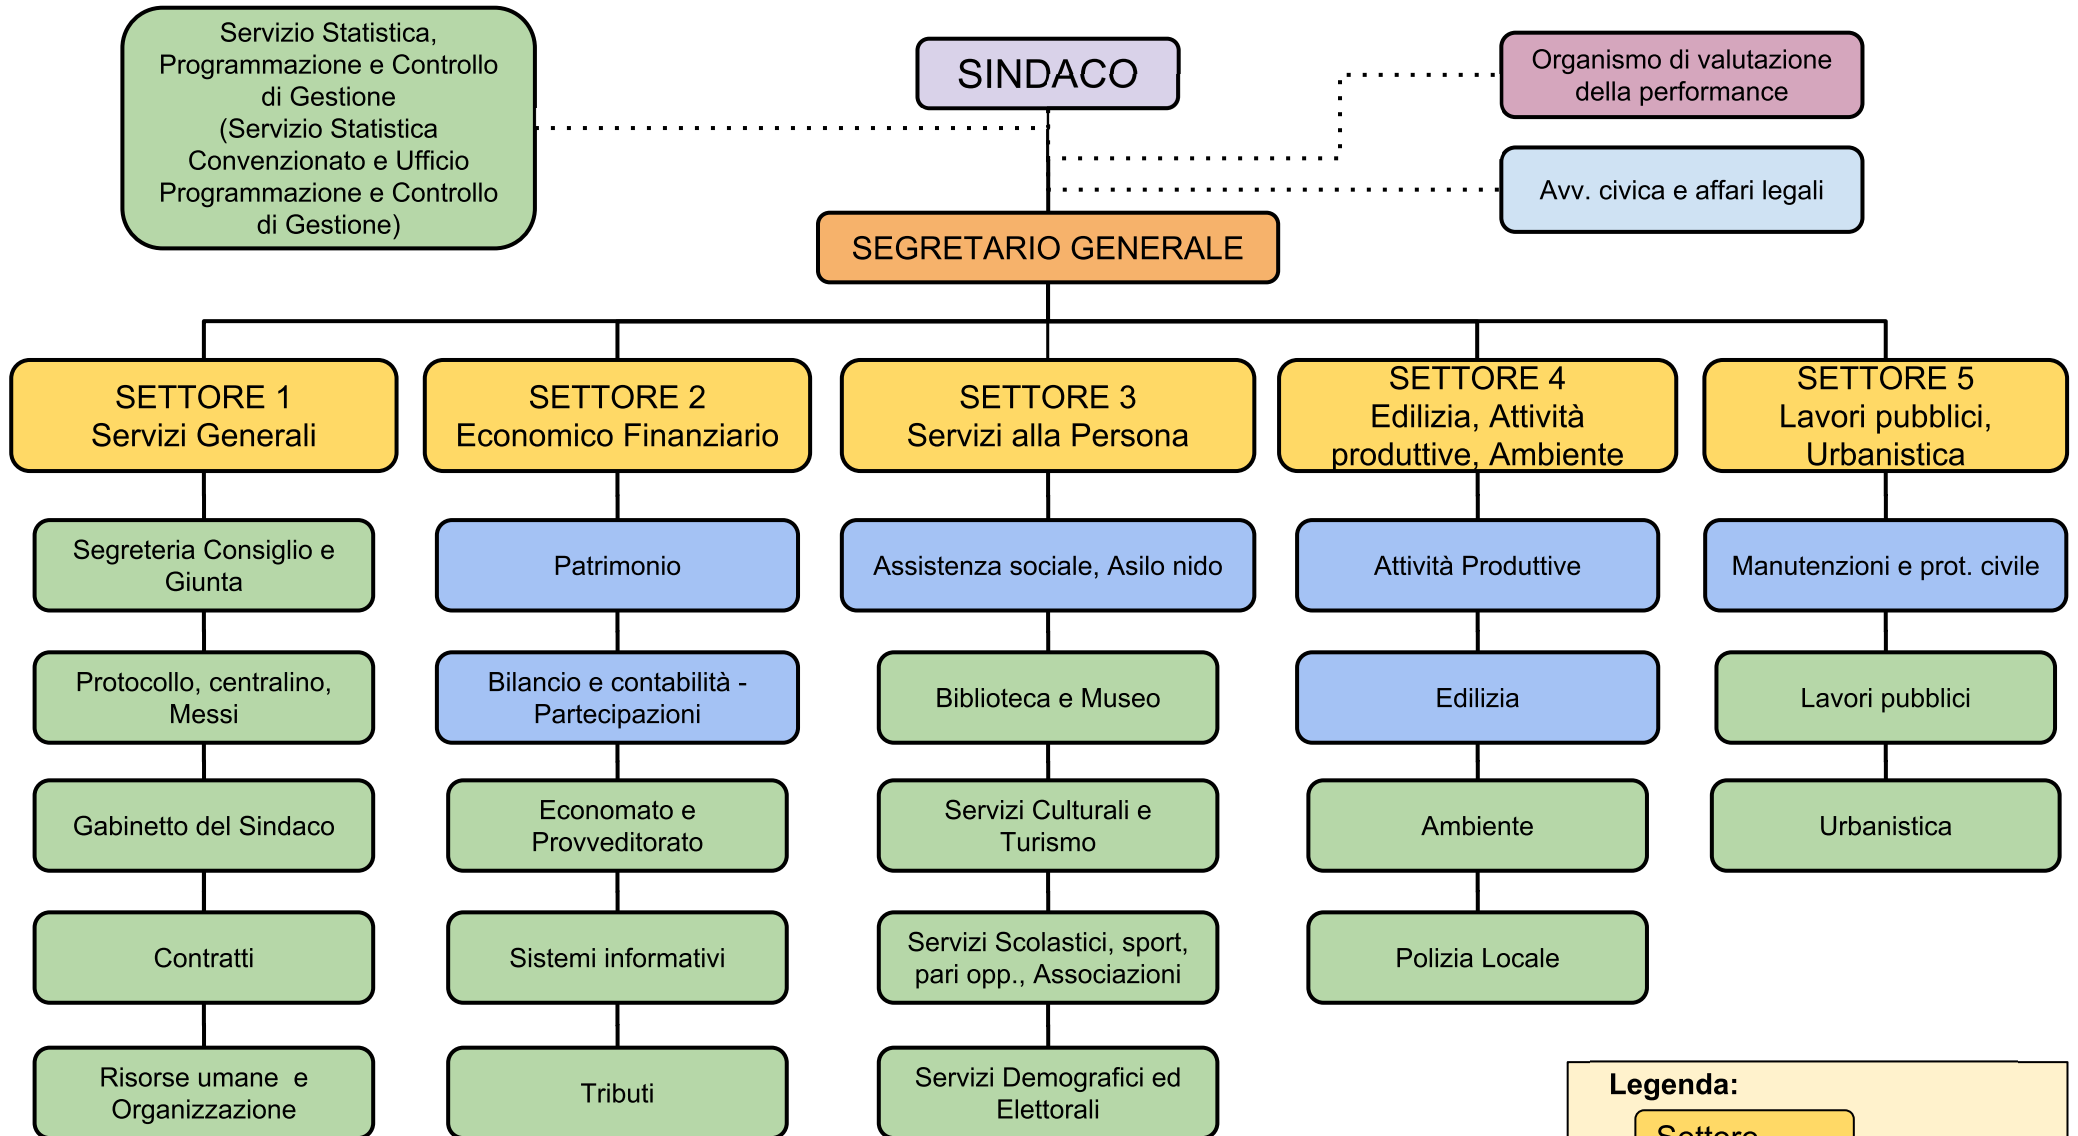 Servizio Statistica,
Programmazione e Controllo
di Gestione
(Servizio Statistica
Convenzionato e Ufficio
Programmazione e Controllo
di Gestione)
SINDACO
Organismo di valutazione
della performance
Avv. civica e affari legali
SEGRETARIO GENERALE
SETTORE 1
Servizi Generali
SETTORE 2
Economico Finanziario
SETTORE 3
Servizi alla Persona
SETTORE 4
Edilizia, Attività
produttive, Ambiente
SETTORE 5
Lavori pubblici,
Urbanistica
Segreteria Consiglio e
Giunta
Patrimonio
Assistenza sociale, Asilo nido
Attività Produttive
Manutenzioni e prot. civile
Protocollo, centralino,
Messi
Bilancio e contabilità -
Partecipazioni
Biblioteca e Museo
Edilizia
Lavori pubblici
Gabinetto del Sindaco
Economato e
Provveditorato
Servizi Culturali e
Turismo
Ambiente
Urbanistica
Contratti
Sistemi informativi
Servizi Scolastici, sport,
pari opp., Associazioni
Polizia Locale
Risorse umane e
Organizzazione
Tributi
Servizi Demografici ed
Elettorali
Legenda:
Settore